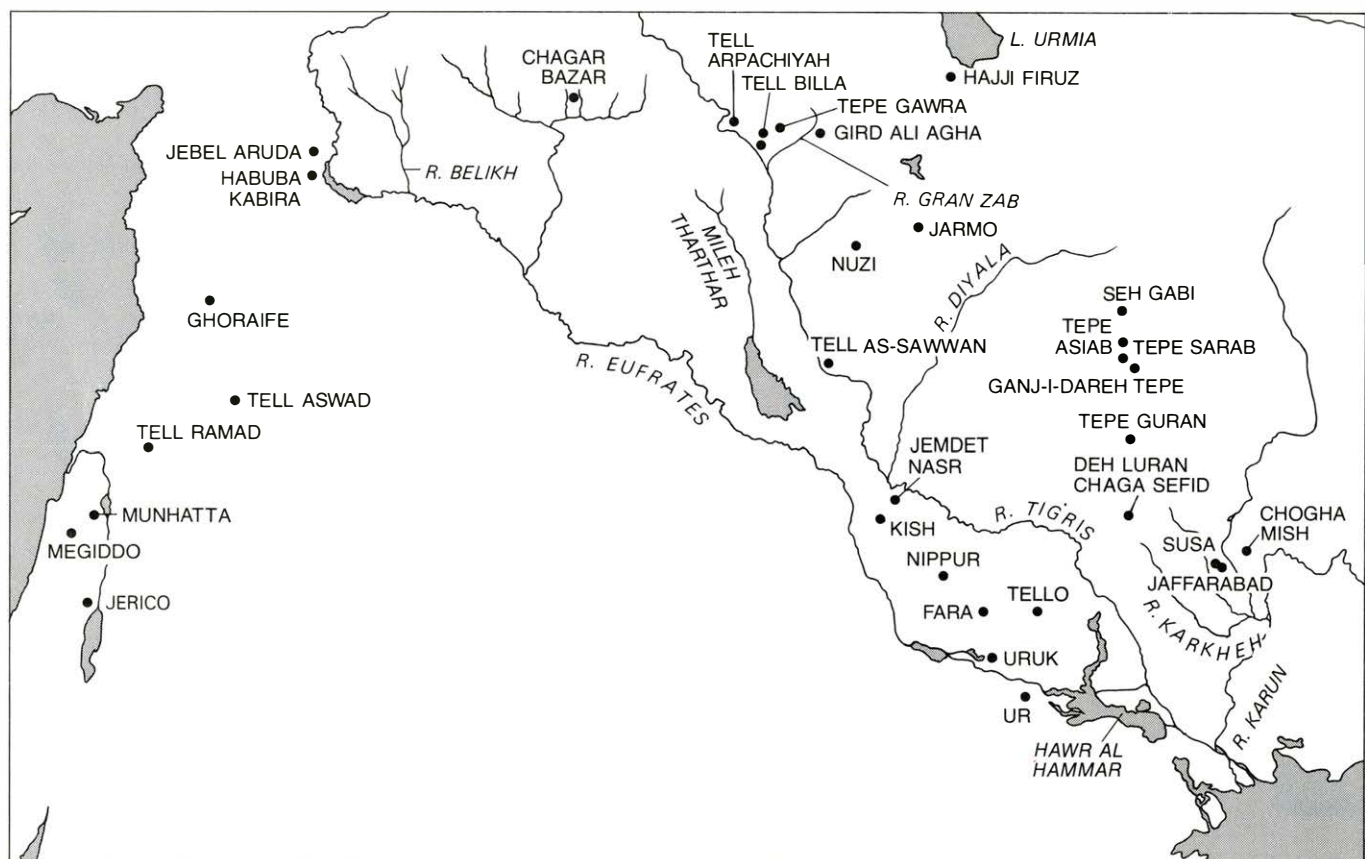 L. URMIA
HAJJI FIRUZ
TELL
ARPACHIYAH
TELL BILLA
TEPE GAWRA
GIRD ALI AGHA
CHAGAR
BAZAR
JEBEL ARUDA
HABUBA
KABIRA
R. BELIKH
R. GRAN ZAB
JARMO
NUZI
MILEH
THARTHAR
R. DIYALA
GHORAIFE
SEH GABI
TEPE
ASIAB
TEPE SARAB
GANJ-I-DAREH TEPE
TELL AS-SAWWAN
R. EUFRATES
TELL ASWAD
TELL RAMAD
TEPE GURAN
JEMDET
NASR
DEH LURAN
CHAGA SEFID
MUNHATTA
MEGIDDO
KISH
R. TIGRIS
CHOGHA
MISH
SUSA
JAFFARABAD
NIPPUR
JERICO
FARA
TELLO
R. KARKHEH
URUK
UR
R. KARUN
HAWR AL
HAMMAR